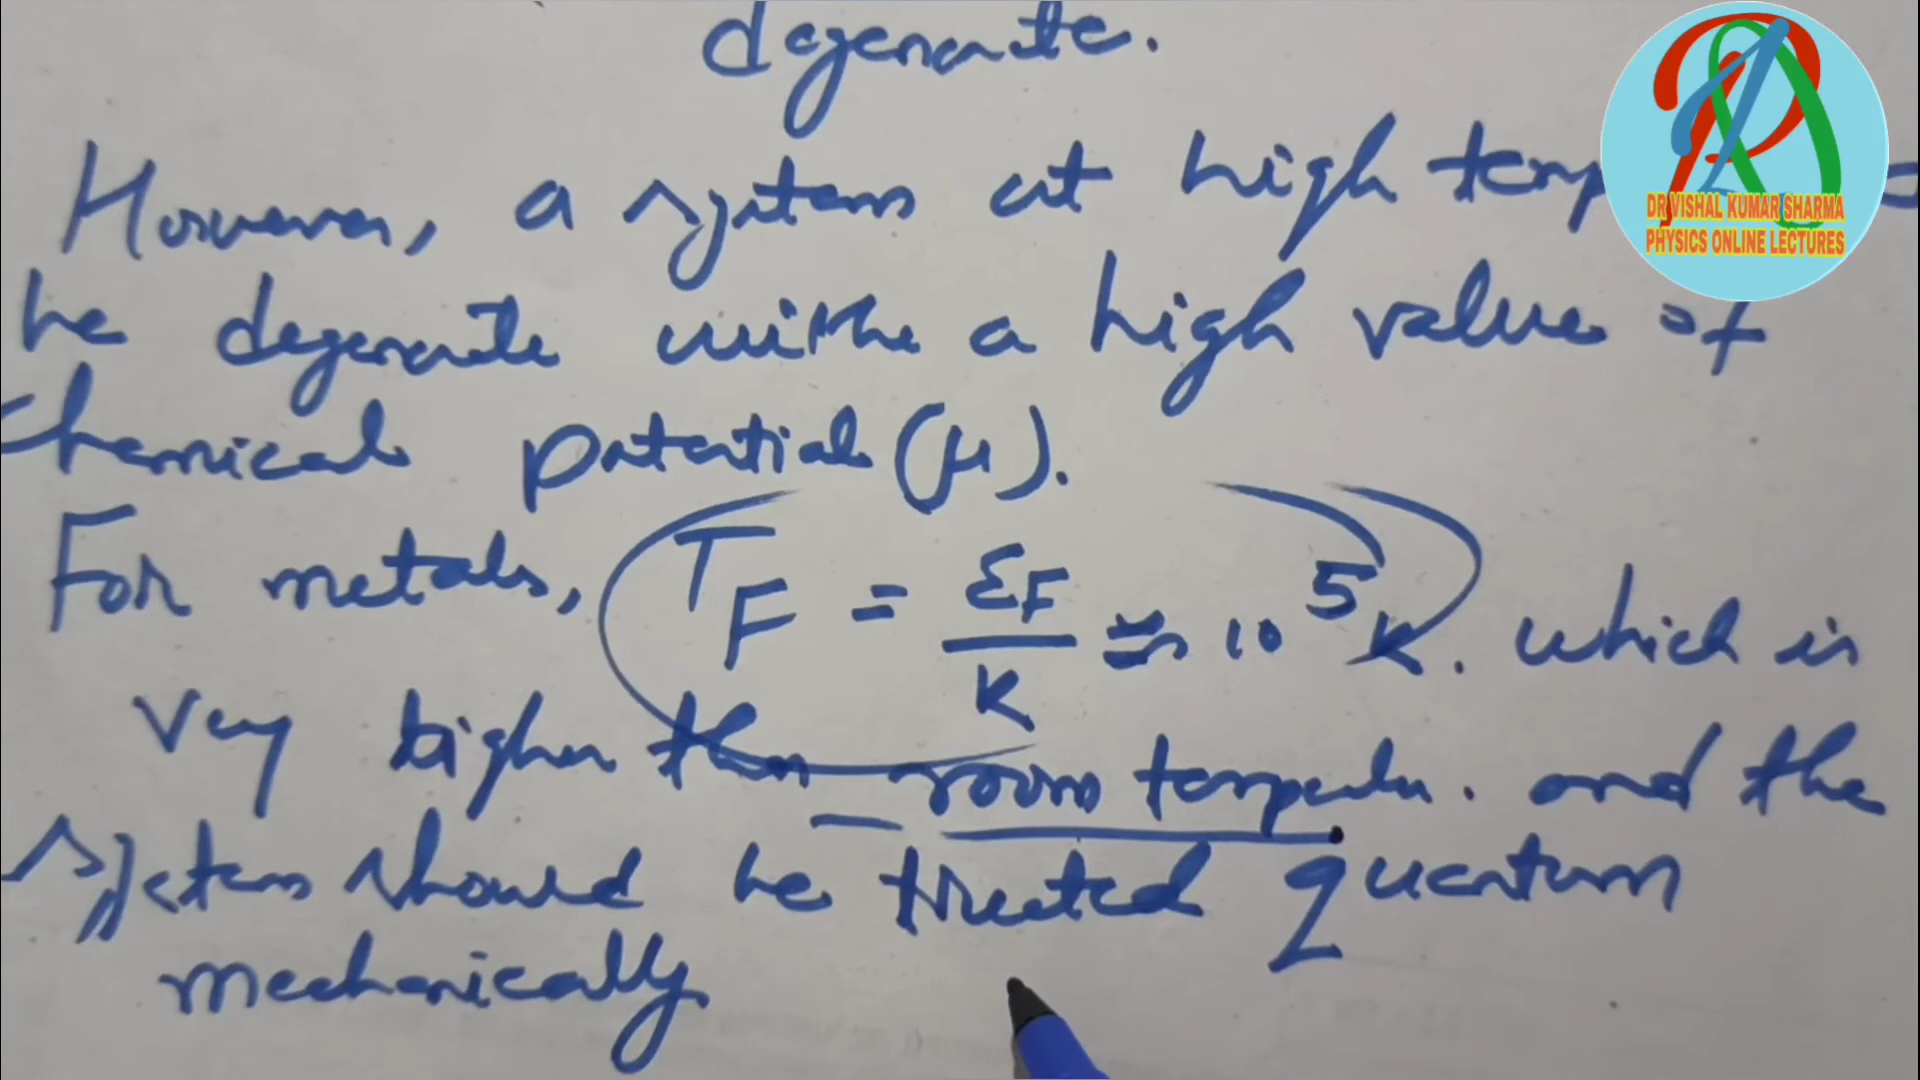 degenerate.
However, a system at high temp
be degenerate with a high value of
chemical potential (μ).
For metals, T_F = ε_F / K ≈ 10^5 K. which is
very higher than room temp. and the
system should be treated quantum
mechanically
DR VISHAL KUMAR SHARMA
PHYSICS ONLINE LECTURES